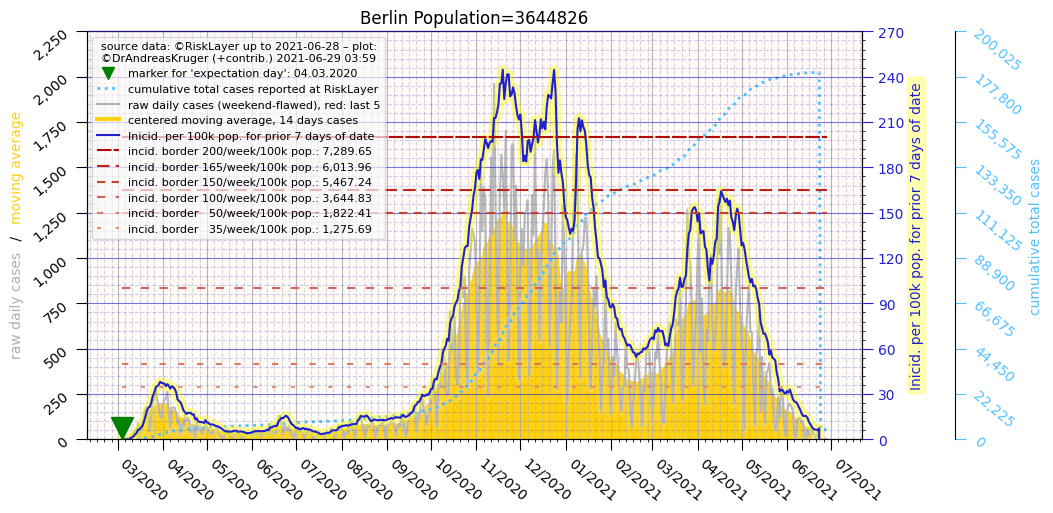 Berlin Population=3644826
source data: ©RiskLayer up to 2021-06-28 – plot:
©DrAndreasKruger (+contrib.) 2021-06-29 03:59
marker for 'expectation day': 04.03.2020
cumulative total cases reported at RiskLayer
raw daily cases (weekend-flawed), red: last 5
centered moving average, 14 days cases
Inicid. per 100k pop. for prior 7 days of date
incid. border 200/week/100k pop.: 7,289.65
incid. border 165/week/100k pop.: 6,013.96
incid. border 150/week/100k pop.: 5,467.24
incid. border 100/week/100k pop.: 3,644.83
incid. border 50/week/100k pop.: 1,822.41
incid. border 35/week/100k pop.: 1,275.69
raw daily cases / moving average
2,250
2,000
1,750
1,500
1,250
1,000
750
500
250
0
270
240
210
180
150
120
90
60
30
0
Inicid. per 100k pop. for prior 7 days of date
200,025
177,800
155,575
133,350
111,125
88,900
66,675
44,450
22,225
0
cumulative total cases
03/2020
04/2020
05/2020
06/2020
07/2020
08/2020
09/2020
10/2020
11/2020
12/2020
01/2021
02/2021
03/2021
04/2021
05/2021
06/2021
07/2021